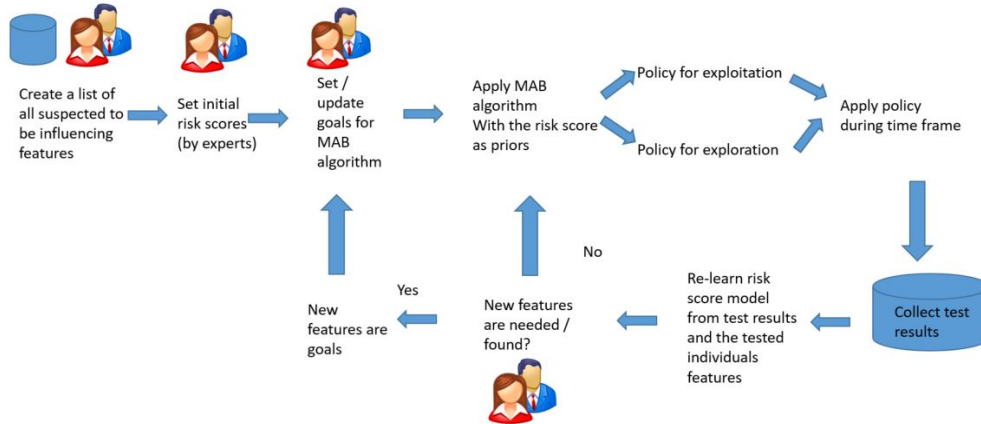 Create a list of
all suspected to
be influencing
features
Set initial
risk scores
(by experts)
Set /
update
goals for
MAB
algorithm
Apply MAB
algorithm
With the risk score
as priors
Policy for exploitation
Policy for exploration
Apply policy
during time frame
Collect test
results
Re-learn risk
score model
from test results
and the tested
individuals
features
New features
are needed /
found?
No
Yes
New
features are
goals